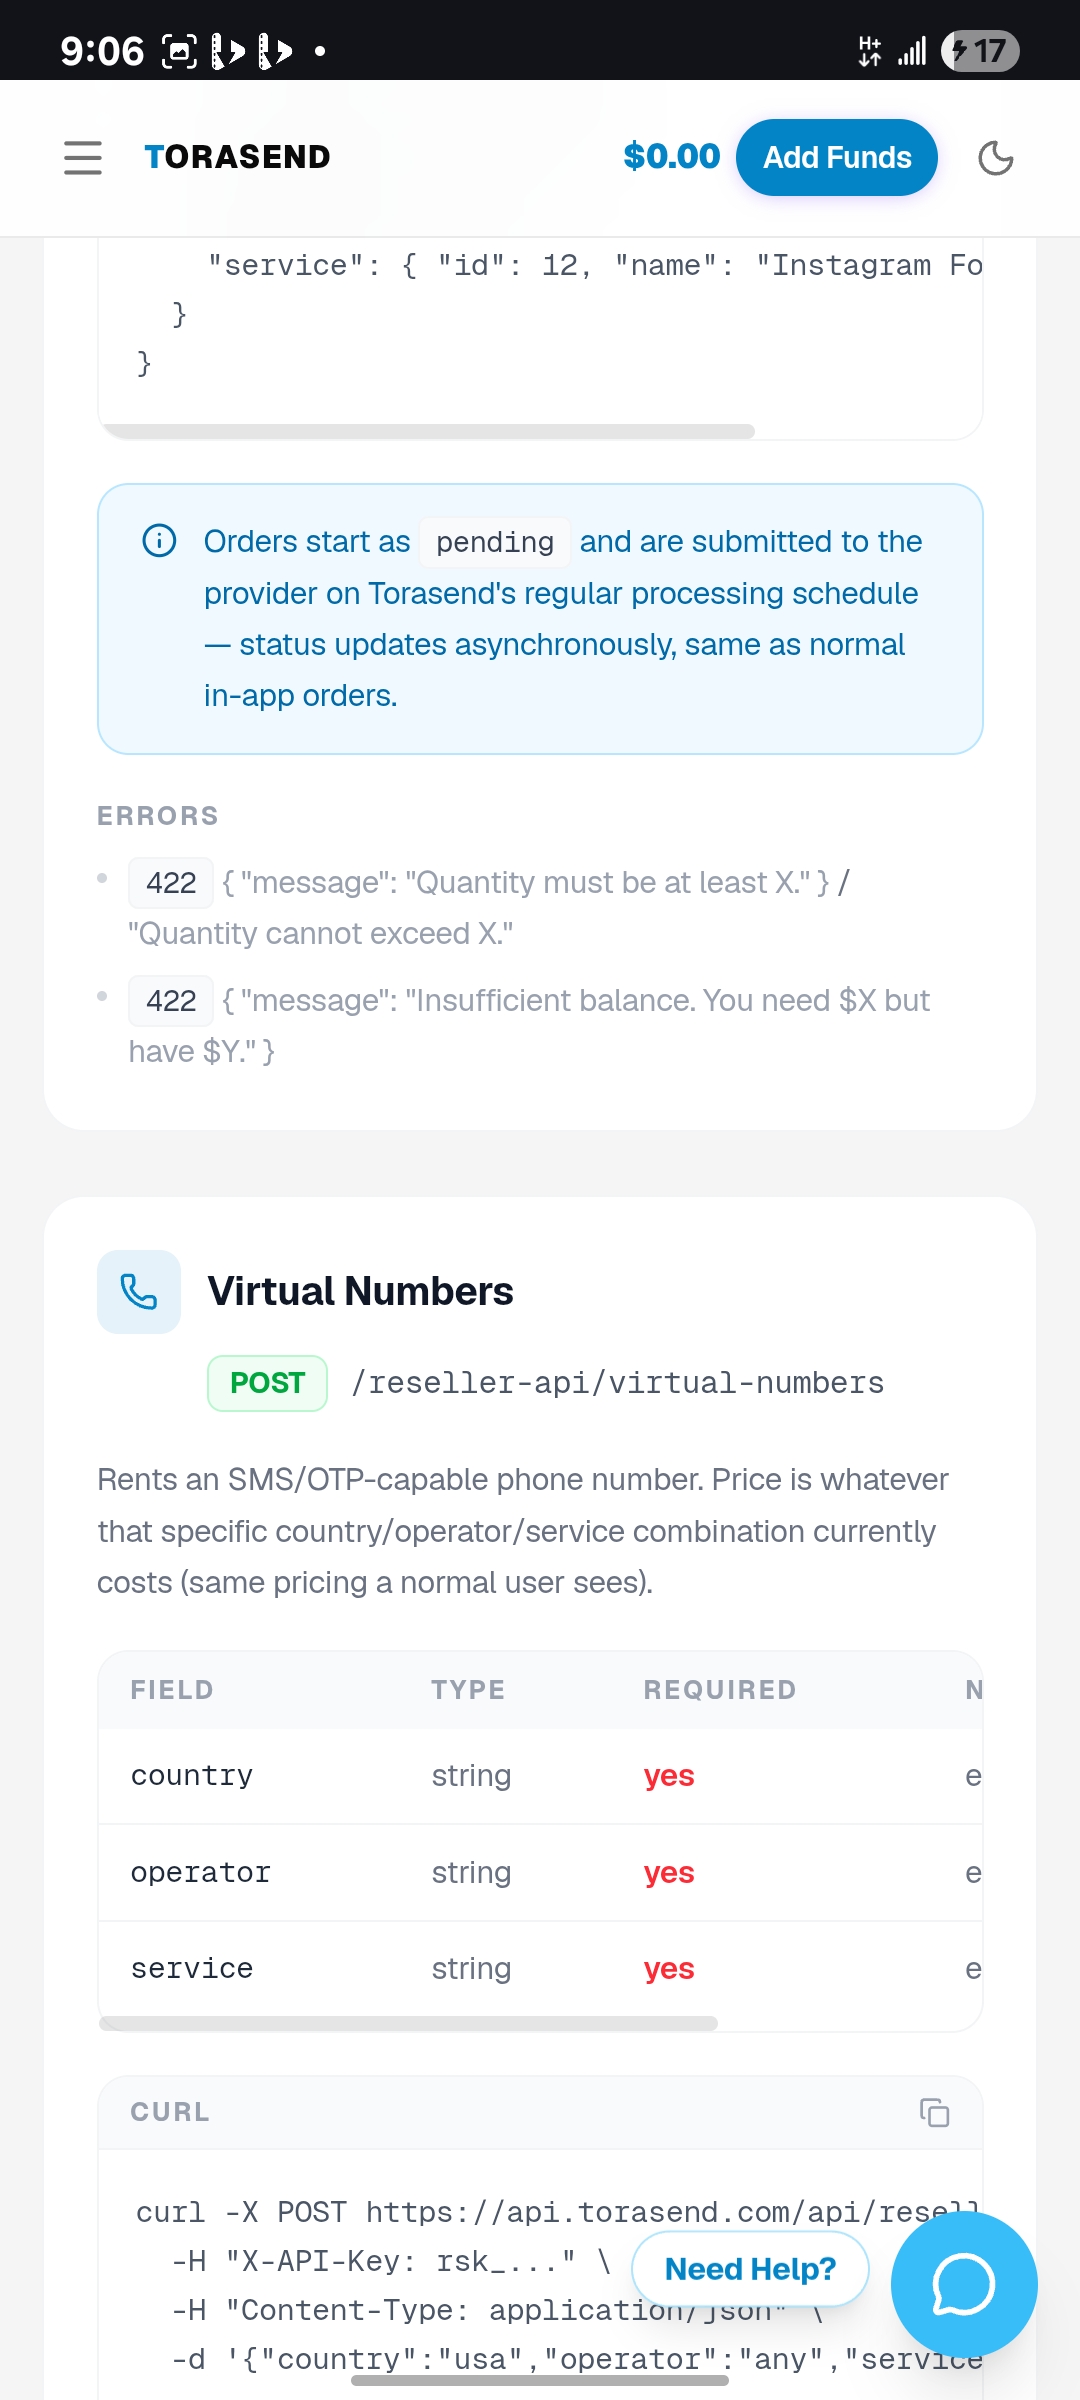 9:06
H+
17
TORASEND
$0.00
Add Funds
"service": { "id": 12, "name": "Instagram Fo
}
}
Orders start as pending and are submitted to the
provider on Torasend's regular processing schedule
— status updates asynchronously, same as normal
in-app orders.
ERRORS
422 { "message": "Quantity must be at least X." } /
"Quantity cannot exceed X."
422 { "message": "Insufficient balance. You need $X but
have $Y." }
Virtual Numbers
POST /reseller-api/virtual-numbers
Rents an SMS/OTP-capable phone number. Price is whatever
that specific country/operator/service combination currently
costs (same pricing a normal user sees).
FIELD TYPE REQUIRED N
country string yes e
operator string yes e
service string yes e
CURL
curl -X POST https://api.torasend.com/api/resell
-H "X-API-Key: rsk_..." \
Need Help?
-H "Content-Type: application/json" \
-d '{"country":"usa","operator":"any","service